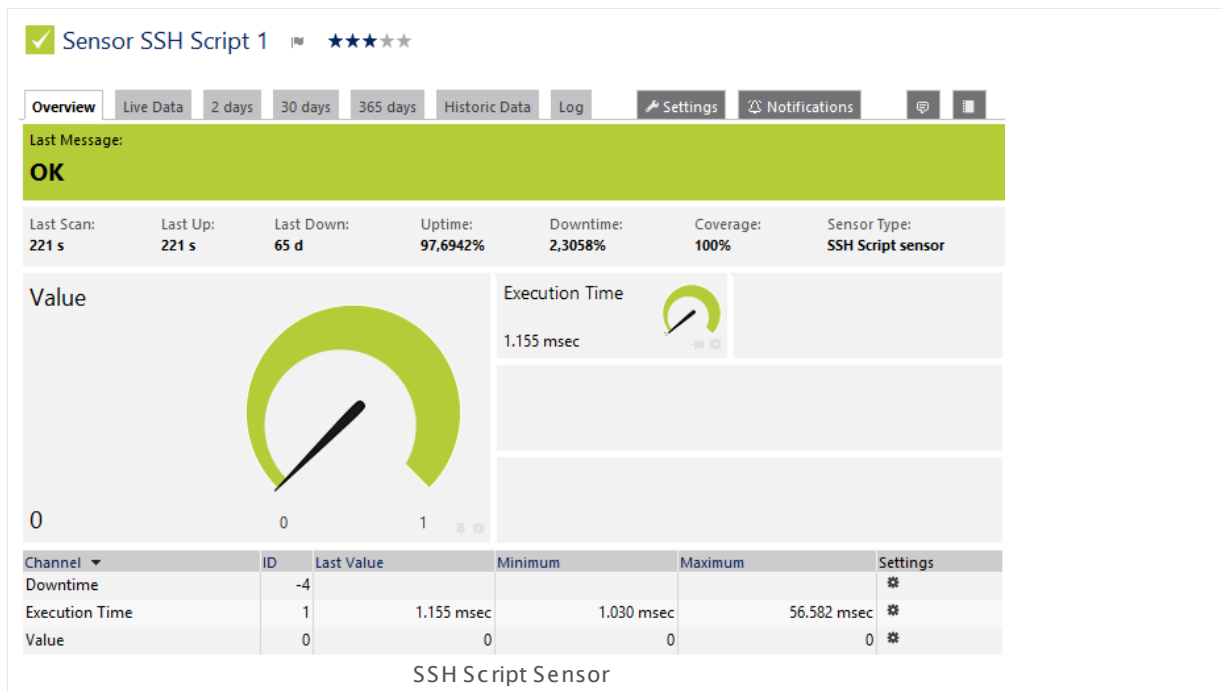 Sensor SSH Script 1
Overview Live Data 2 days 30 days 365 days Historic Data Log Settings Notifications
Last Message:
OK
Last Scan: Last Up: Last Down: Uptime: Downtime: Coverage: Sensor Type:
221 s 221 s 65 d 97,6942% 2,3058% 100% SSH Script sensor
Value
Execution Time
1.155 msec
0 0 1
Channel ID Last Value Minimum Maximum Settings
Downtime -4
Execution Time 1 1.155 msec 1.030 msec 56.582 msec
Value 0 0 0 0
SSH Script Sensor